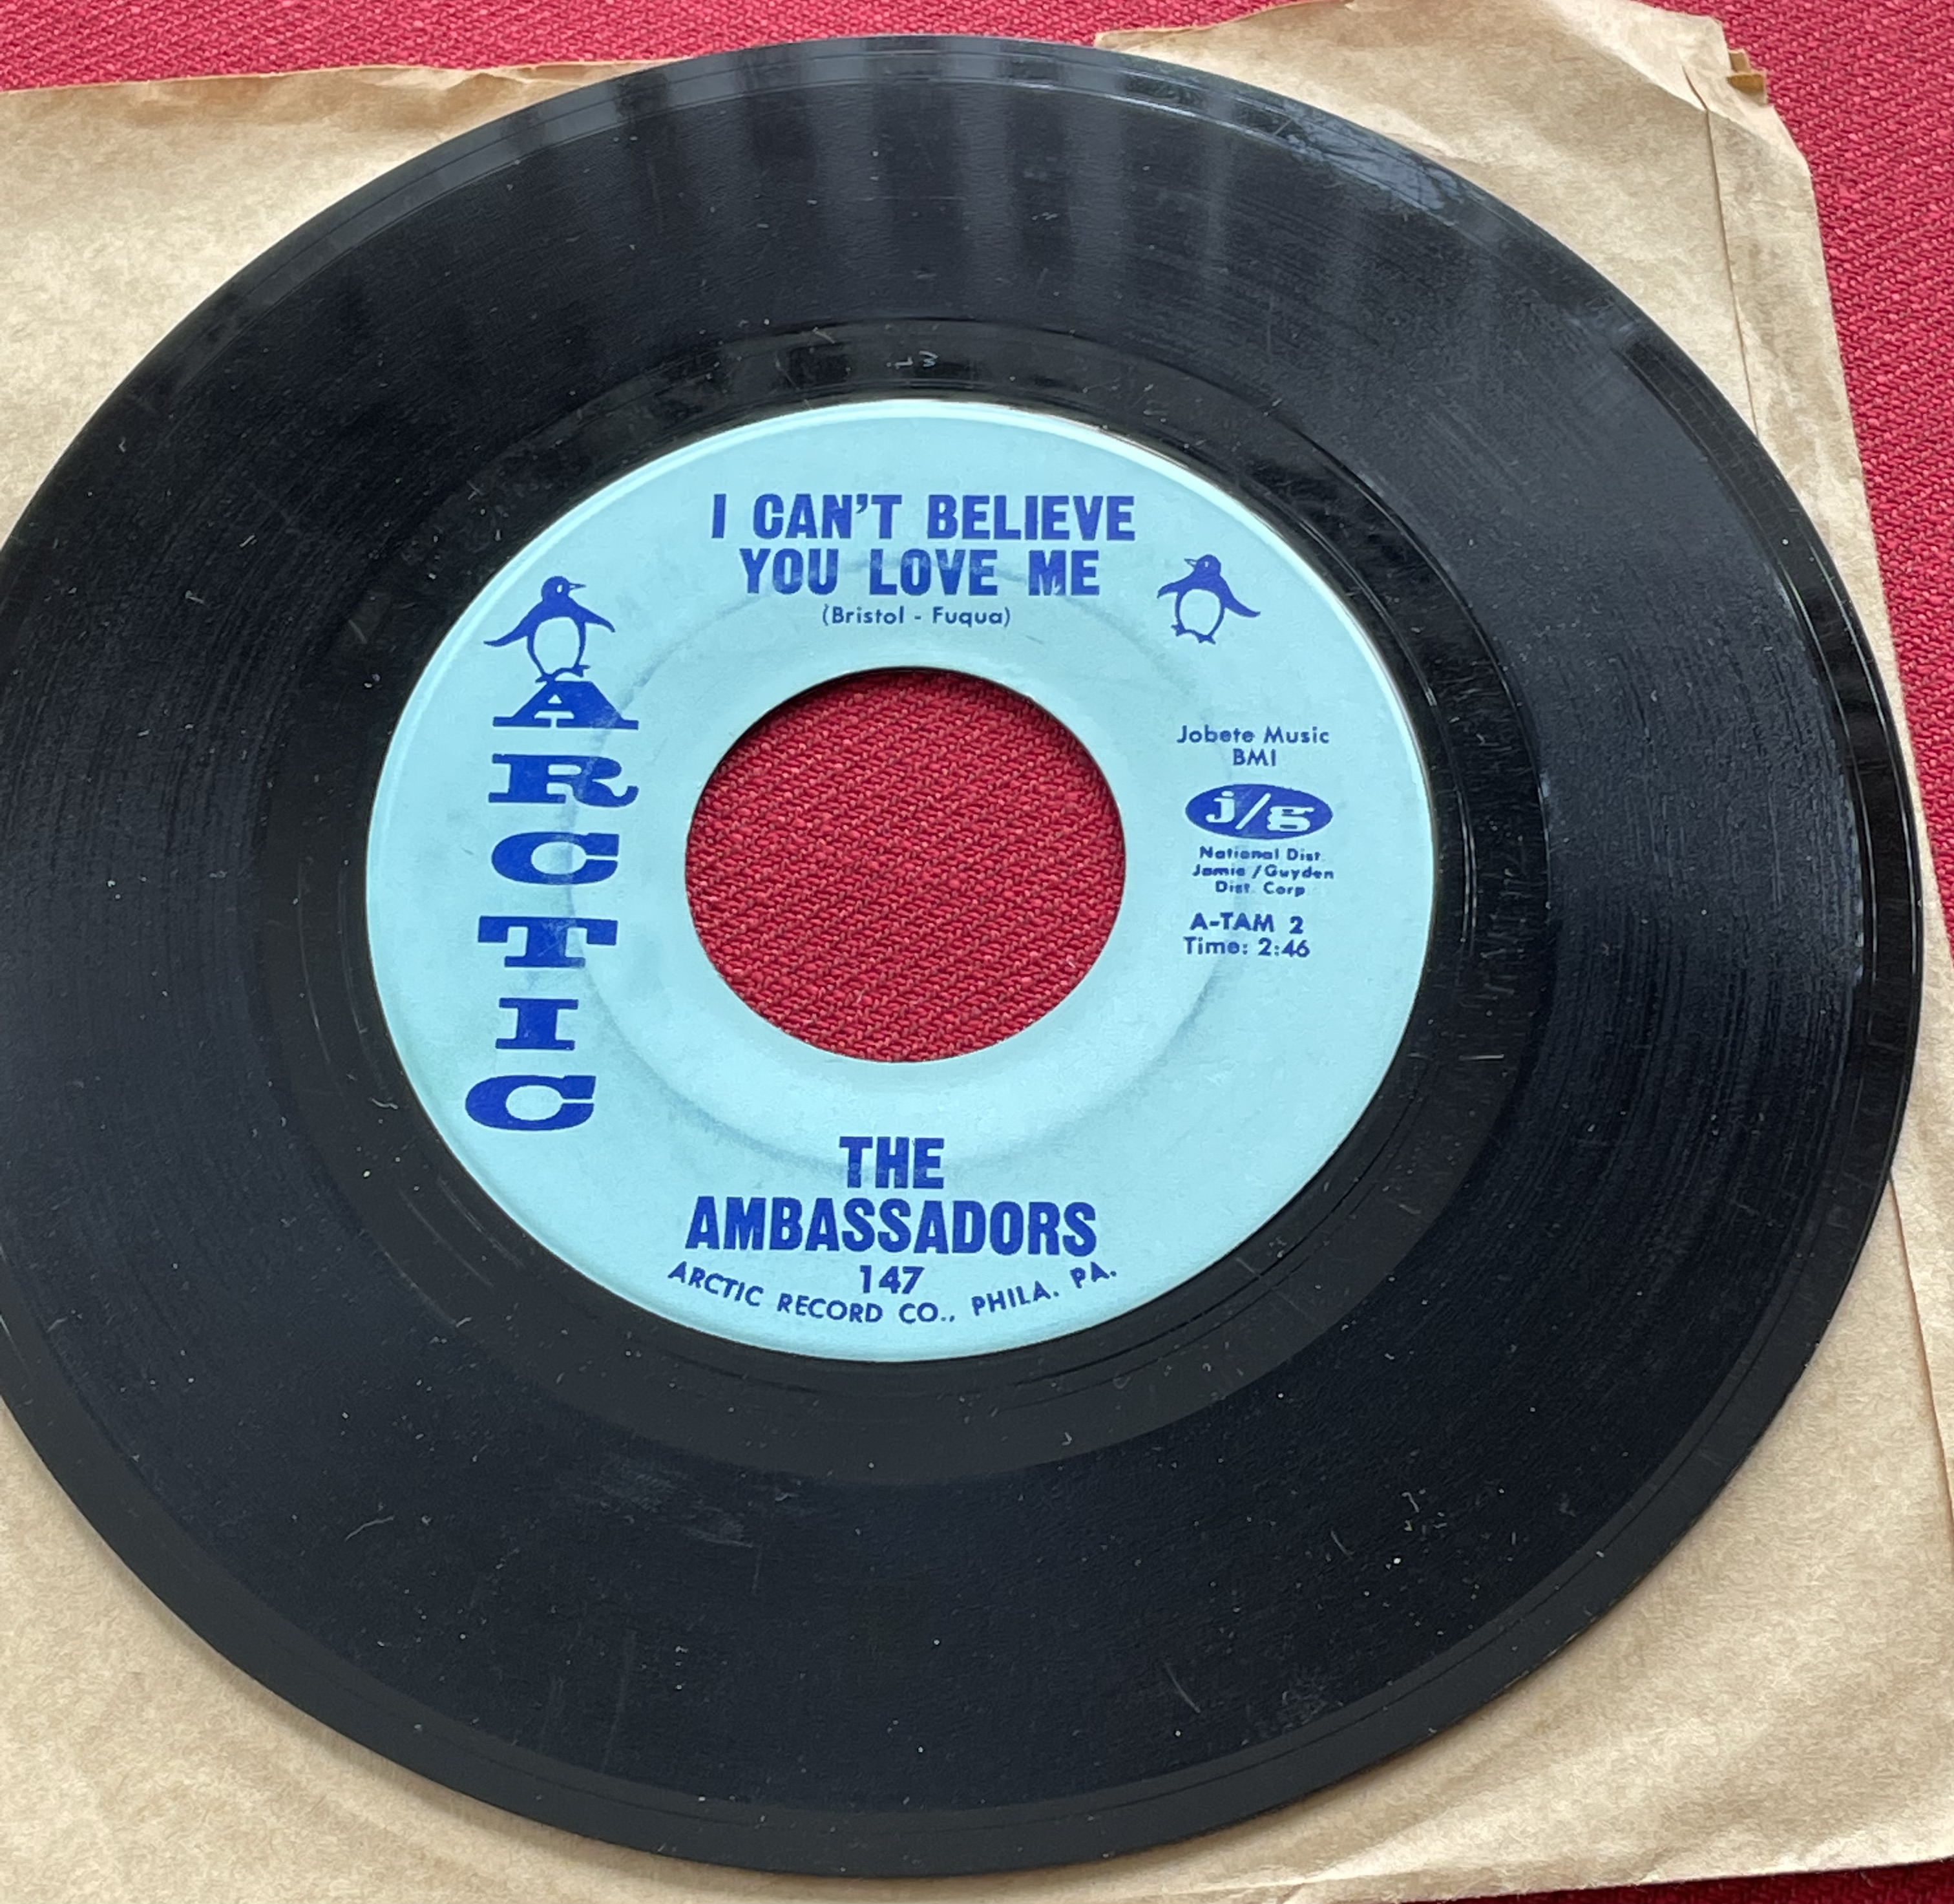 I CAN'T BELIEVE
YOU LOVE ME
(Bristol - Fuqua)
ARCTIC
Jobete Music
BMI
j/g
National Dist.
Jamie/Guyden
Dist. Corp
A-TAM 2
Time: 2:46
THE
AMBASSADORS
147
ARCTIC RECORD CO., PHILA. PA.